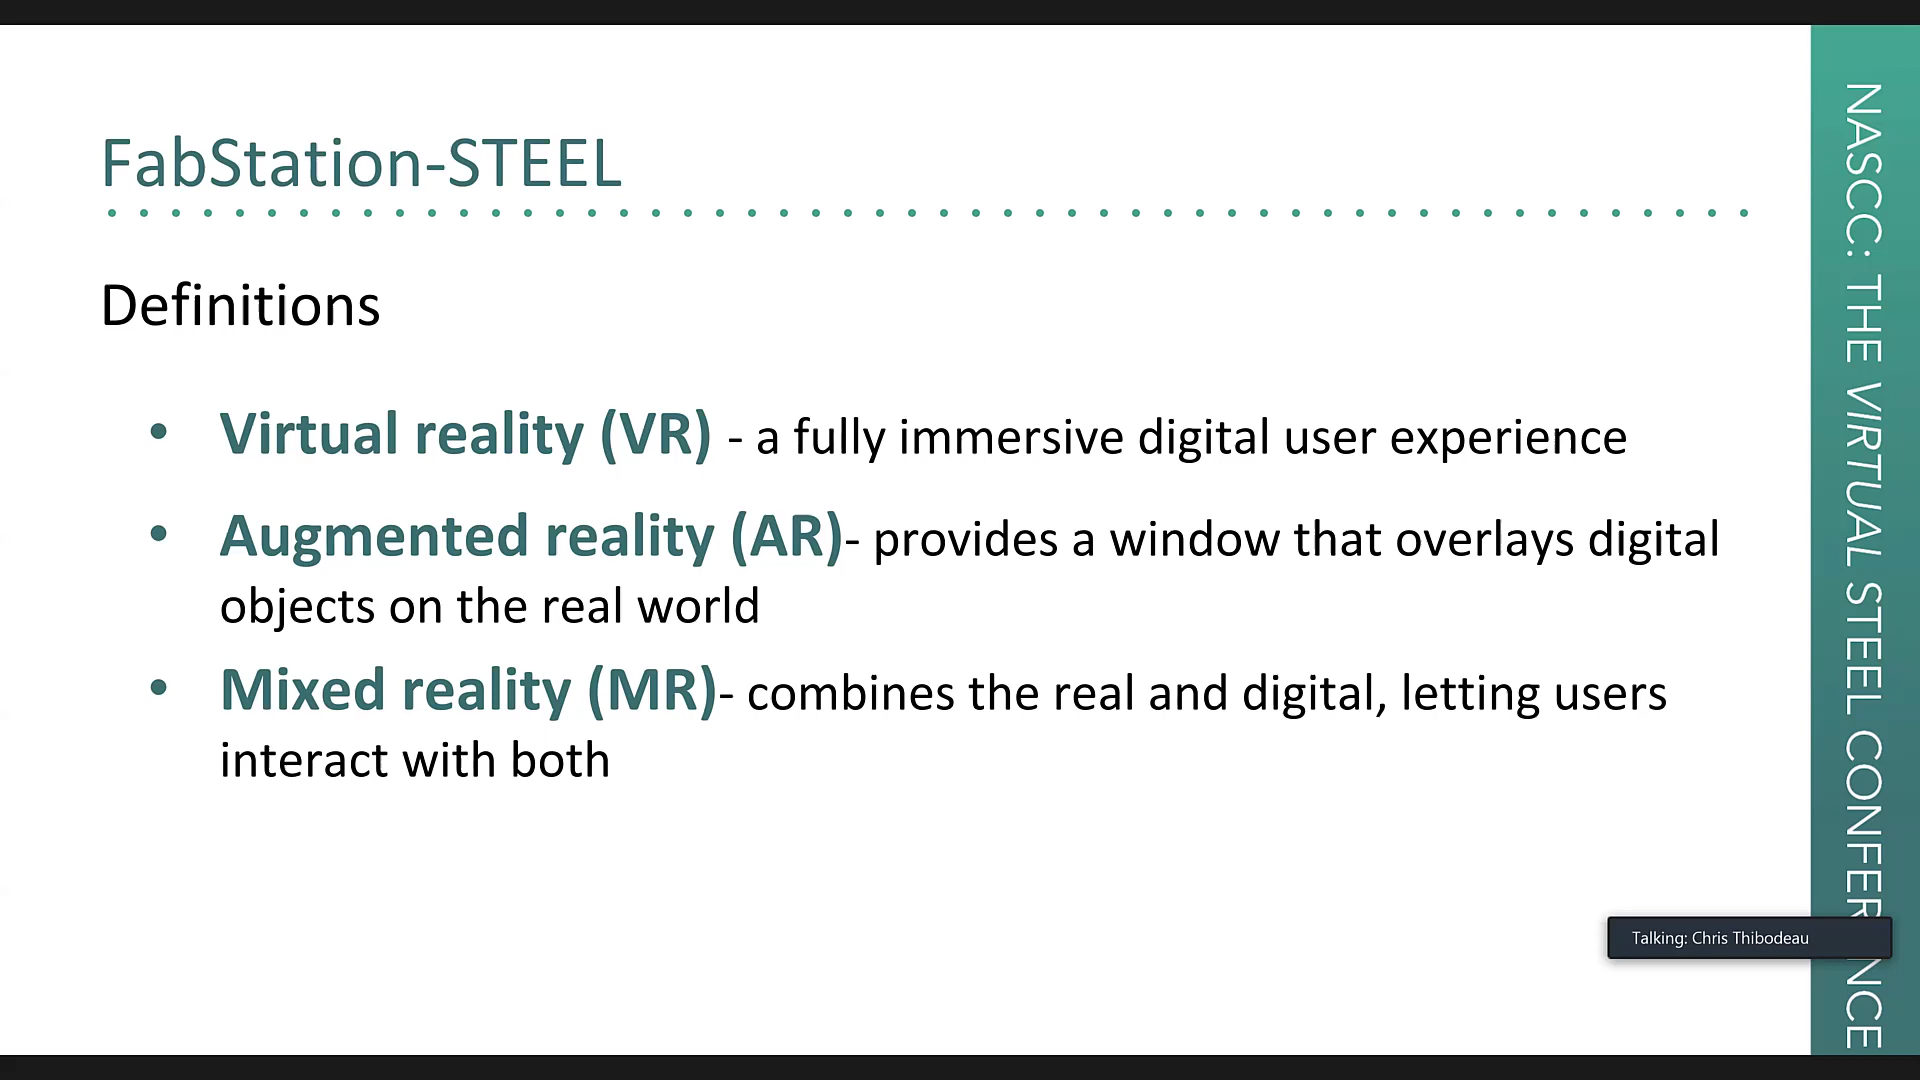 FabStation-STEEL
Definitions
• Virtual reality (VR) - a fully immersive digital user experience
• Augmented reality (AR)- provides a window that overlays digital
objects on the real world
• Mixed reality (MR)- combines the real and digital, letting users
interact with both
Talking: Chris Thibodeau
NASCC: THE VIRTUAL STEEL CONFERENCE